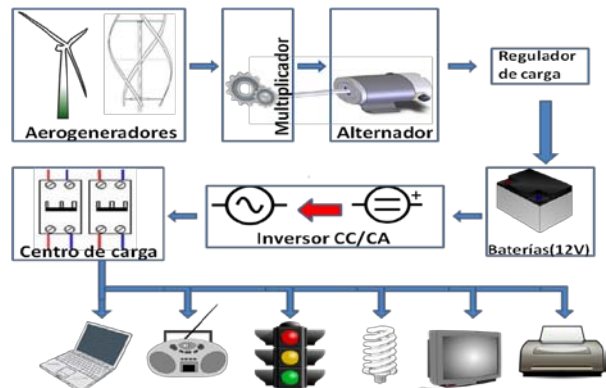 Aerogeneradores
Multiplicador
Alternador
Regulador
de carga
Baterías(12V)
+
Inversor CC/CA
Centro de carga